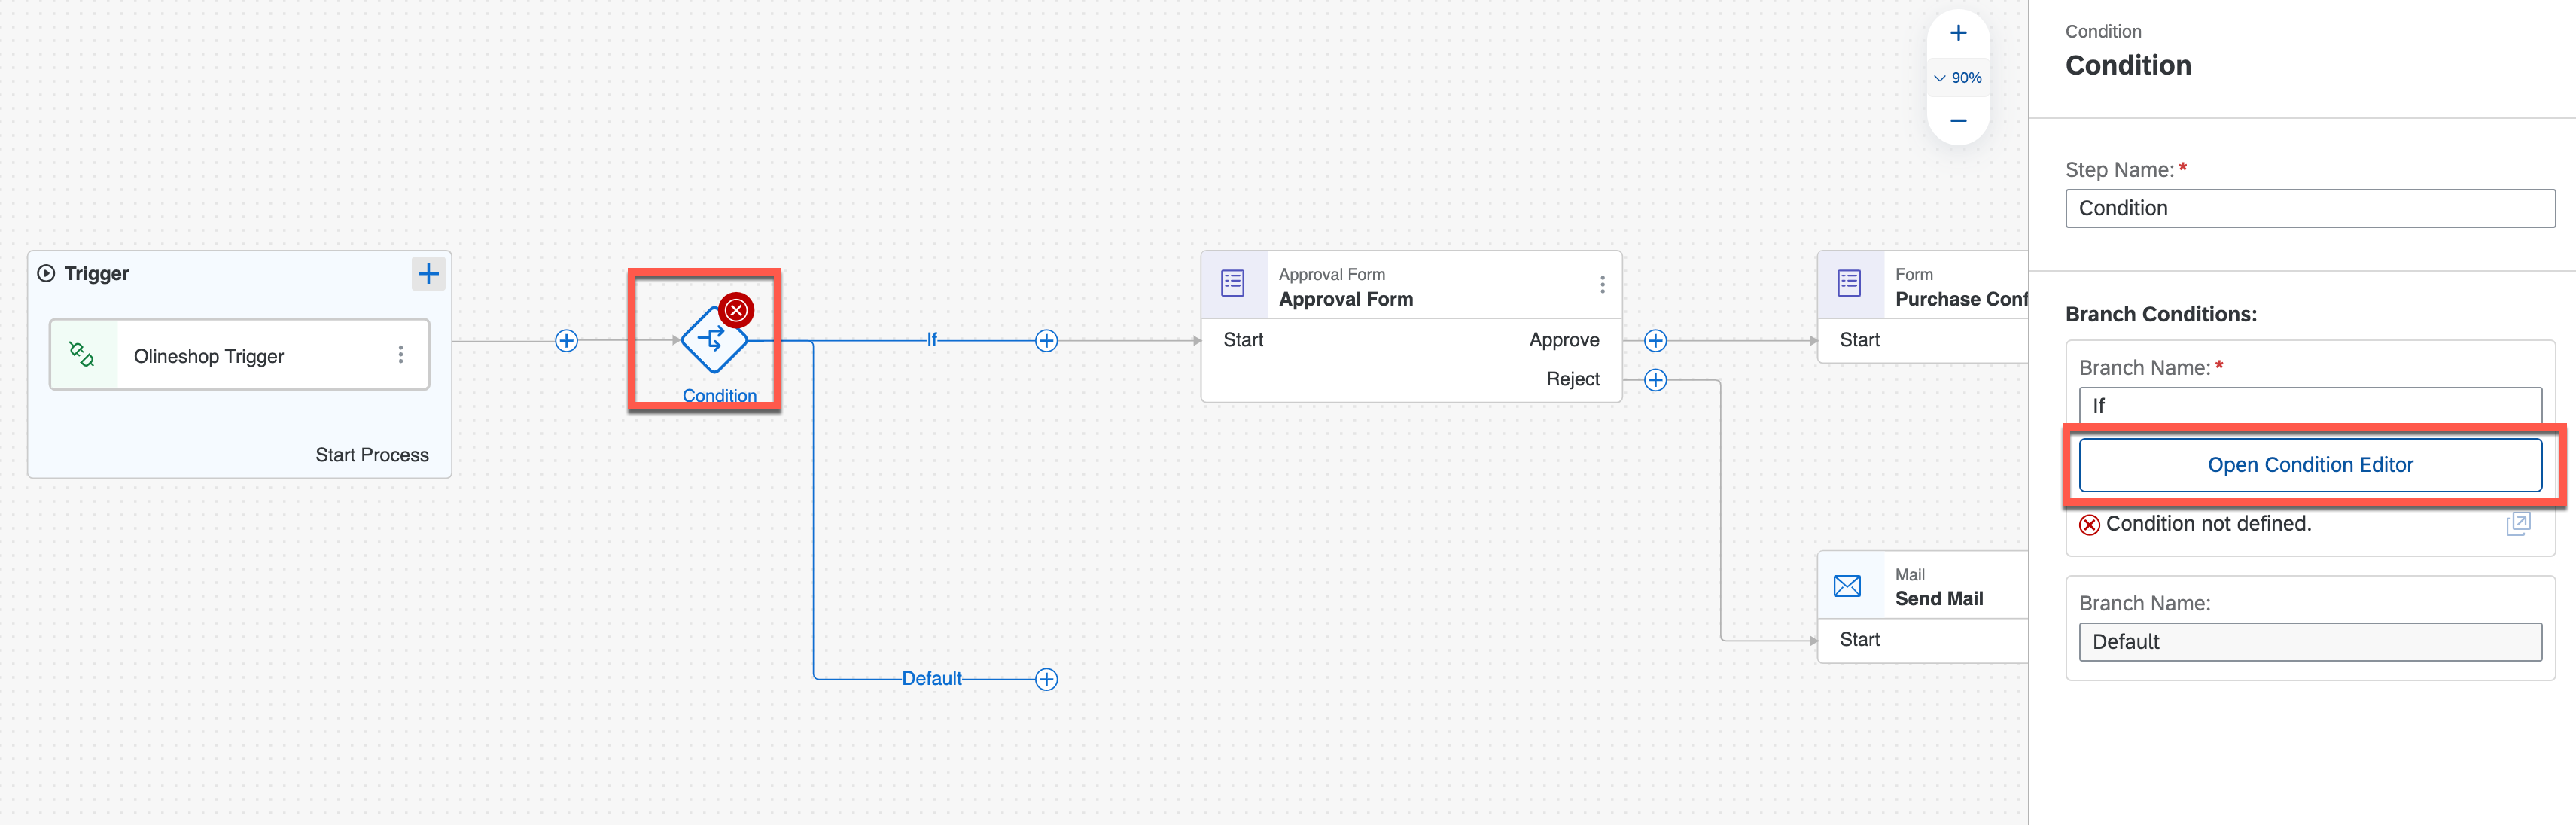 Trigger
Olineshop Trigger
Start Process
Condition
If
Default
Approval Form
Approval Form
Start
Approve
Reject
Form
Purchase Conf
Start
Mail
Send Mail
Start
90%
Condition
Condition
Step Name: *
Condition
Branch Conditions:
Branch Name: *
If
Open Condition Editor
Condition not defined.
Branch Name:
Default